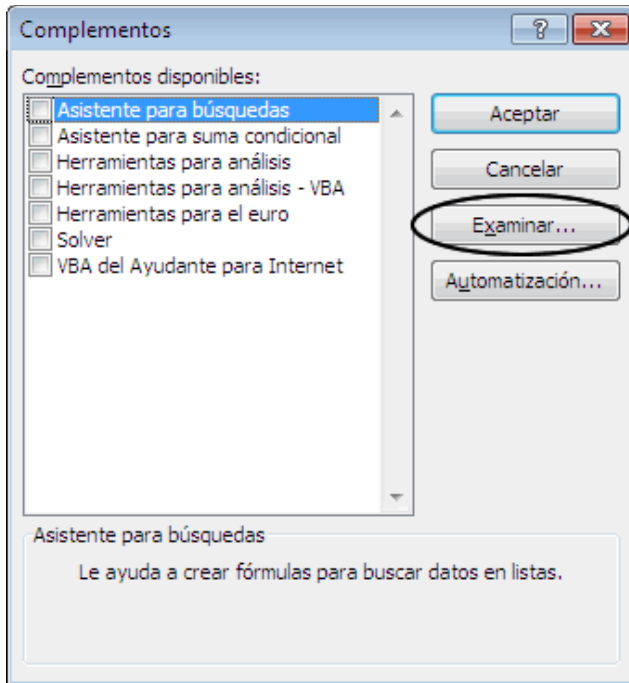 Complementos
Complementos disponibles:
Asistente para búsquedas
Asistente para suma condicional
Herramientas para análisis
Herramientas para análisis - VBA
Herramientas para el euro
Solver
VBA del Ayudante para Internet
Aceptar
Cancelar
Examinar...
Automatización...
Asistente para búsquedas
Le ayuda a crear fórmulas para buscar datos en listas.